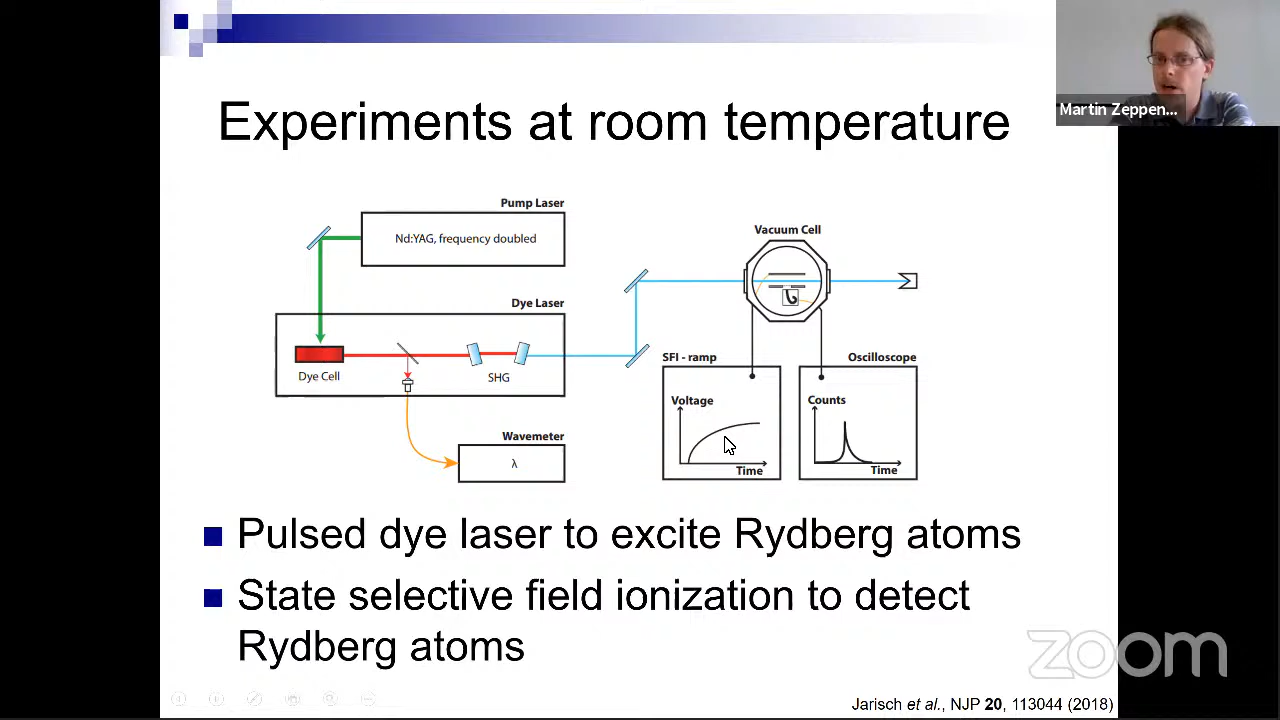 Martin Zeppen...
Experiments at room temperature
Pump Laser
Nd:YAG, frequency doubled
Vacuum Cell
Dye Laser
Dye Cell
SHG
SFI - ramp
Oscilloscope
Voltage
Counts
Time
Time
Wavemeter
λ
Pulsed dye laser to excite Rydberg atoms
State selective field ionization to detect
Rydberg atoms
zoom
Jarisch et al., NJP 20, 113044 (2018)